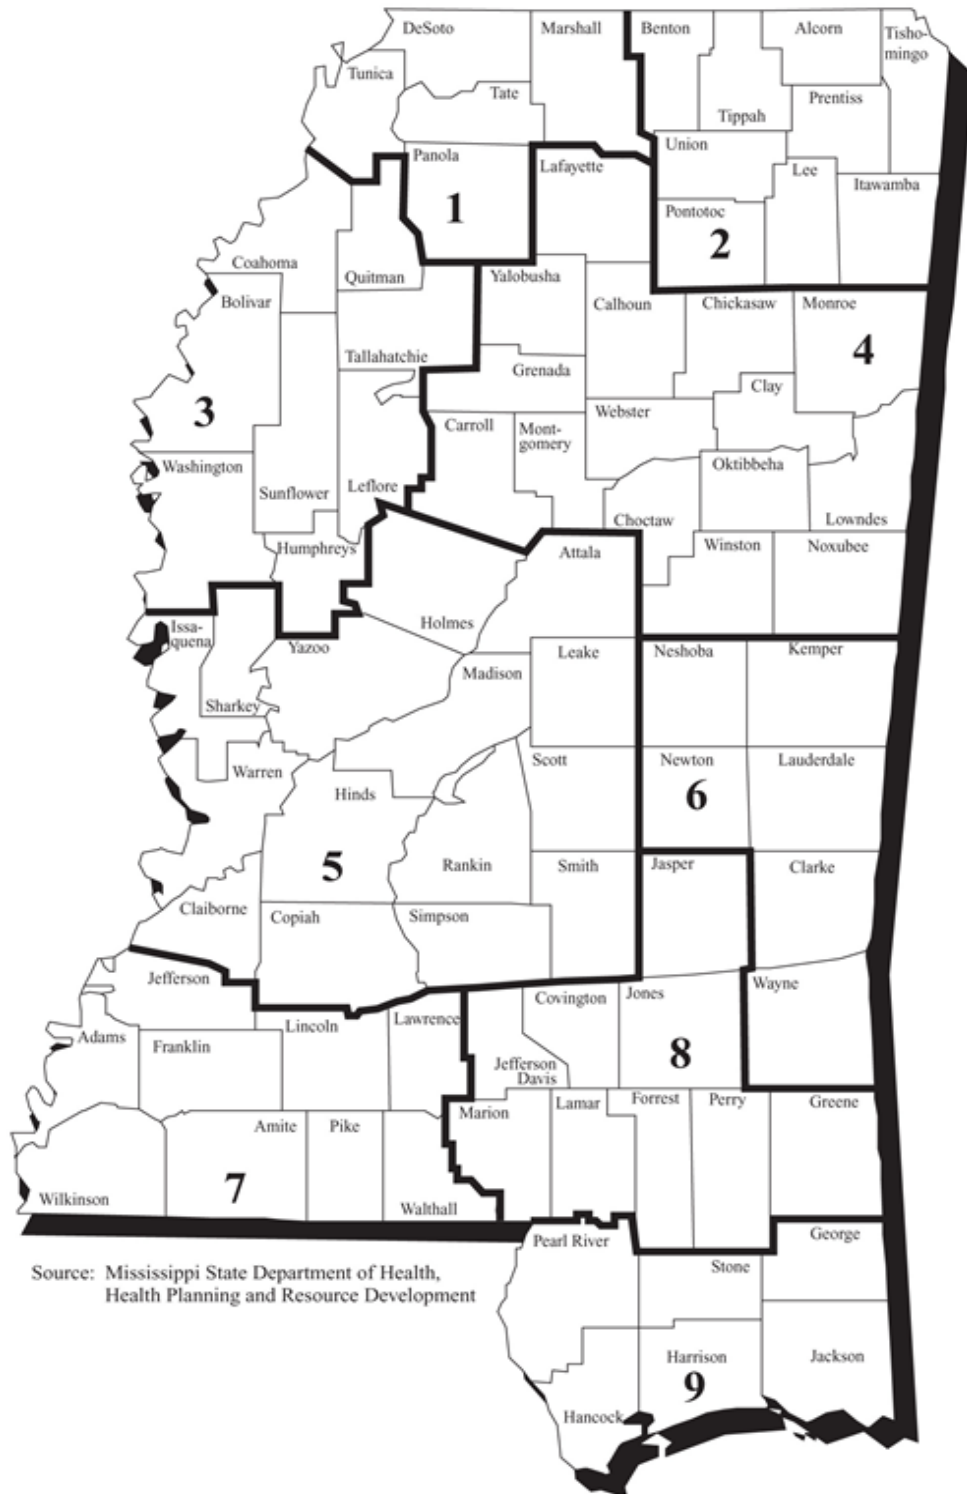 DeSoto
Marshall
Benton
Alcorn
Tisho-
mingo
Tunica
Tate
Tippah
Prentiss
Panola
Lafayette
Union
Lee
Itawamba
1
Pontotoc
2
Coahoma
Quitman
Yalobusha
Bolivar
Calhoun
Chickasaw
Monroe
Tallahatchie
Grenada
4
Clay
3
Carroll
Mont-
gomery
Webster
Washington
Sunflower
Leflore
Oktibbeha
Choctaw
Lowndes
Humphreys
Attala
Winston
Noxubee
Issa-
quena
Yazoo
Holmes
Leake
Neshoba
Kemper
Madison
Sharkey
Warren
Scott
Newton
Lauderdale
Hinds
6
5
Rankin
Smith
Jasper
Clarke
Claiborne
Copiah
Simpson
Jefferson
Covington
Jones
Wayne
Adams
Franklin
Lincoln
Lawrence
8
Jefferson
Davis
Marion
Lamar
Forrest
Perry
Greene
Amite
Pike
7
Wilkinson
Walthall
Pearl River
George
Source: Mississippi State Department of Health,
Health Planning and Resource Development
Stone
Harrison
Jackson
9
Hancock